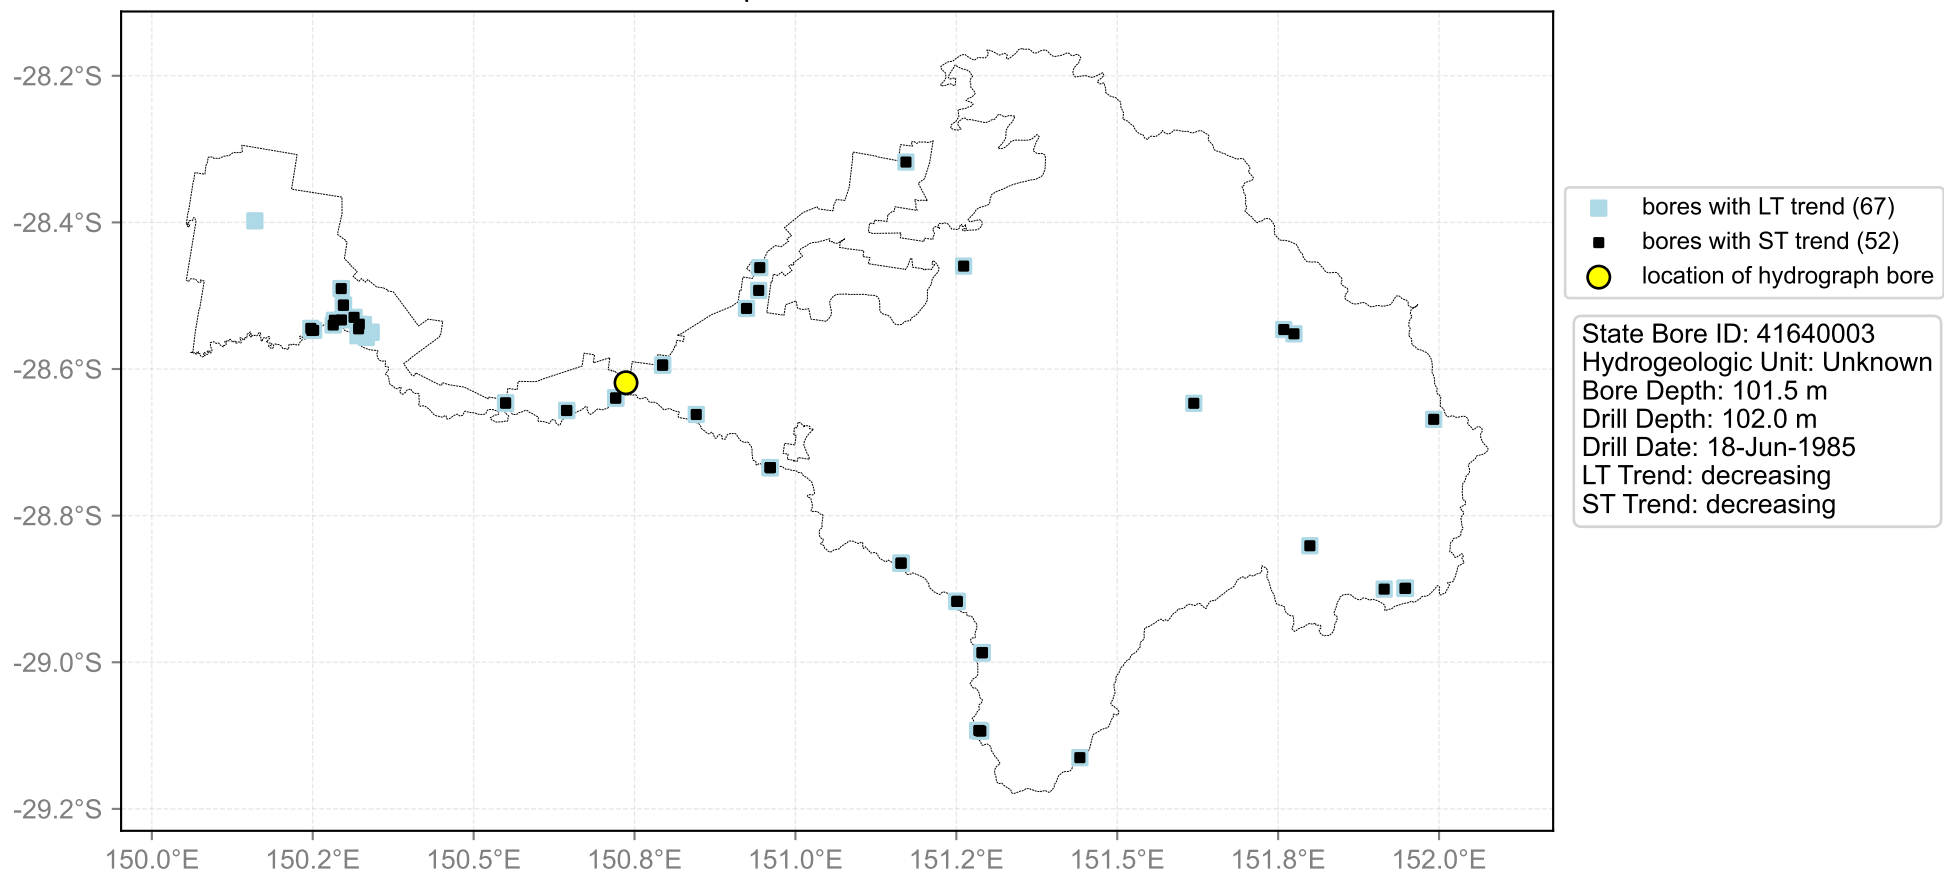 -28.2°S
-28.4°S
-28.6°S
-28.8°S
-29.0°S
-29.2°S
150.0°E
150.2°E
150.5°E
150.8°E
151.0°E
151.2°E
151.5°E
151.8°E
152.0°E
bores with LT trend (67)
bores with ST trend (52)
location of hydrograph bore
State Bore ID: 41640003
Hydrogeologic Unit: Unknown
Bore Depth: 101.5 m
Drill Depth: 102.0 m
Drill Date: 18-Jun-1985
LT Trend: decreasing
ST Trend: decreasing